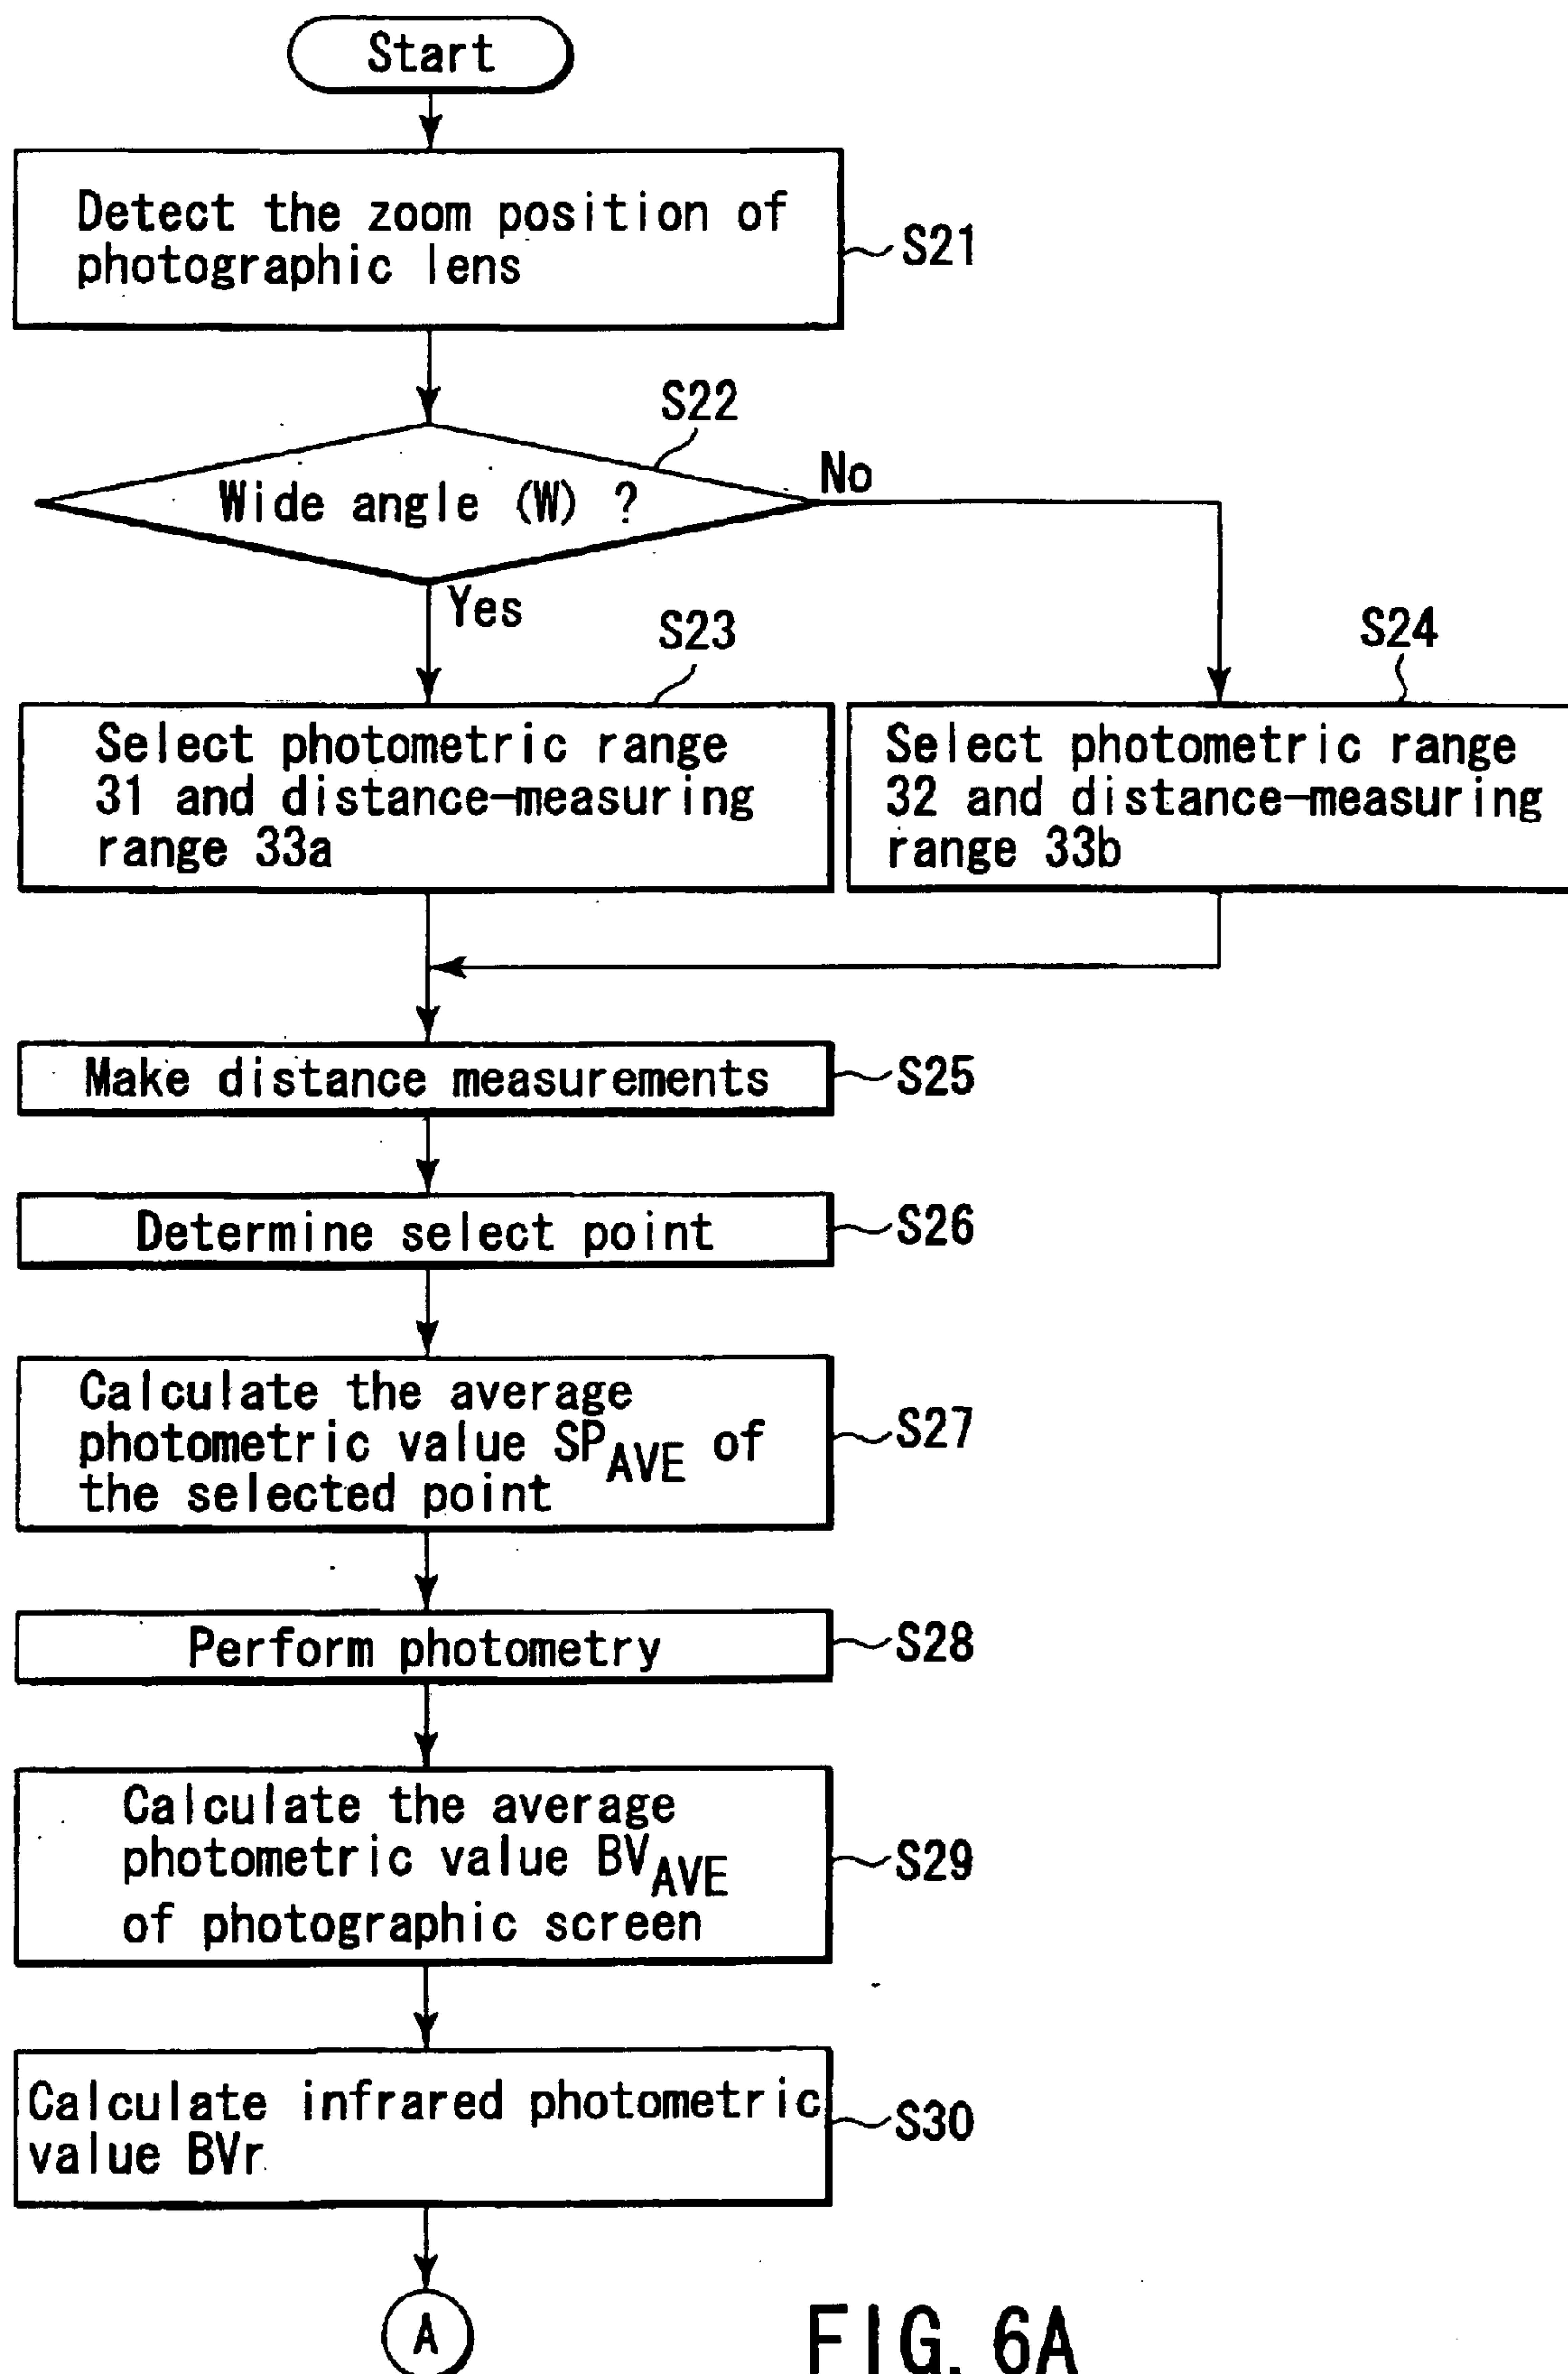 Start
Detect the zoom position of
photographic lens
S21
S22
Wide angle (W) ?
No
Yes
S23
S24
Select photometric range
31 and distance-measuring
range 33a
Select photometric range
32 and distance-measuring
range 33b
Make distance measurements
S25
Determine select point
S26
Calculate the average
photometric value SPAVE of
the selected point
S27
Perform photometry
S28
Calculate the average
photometric value BVAVE
of photographic screen
S29
Calculate infrared photometric
value BVr
S30
A
FIG. 6A